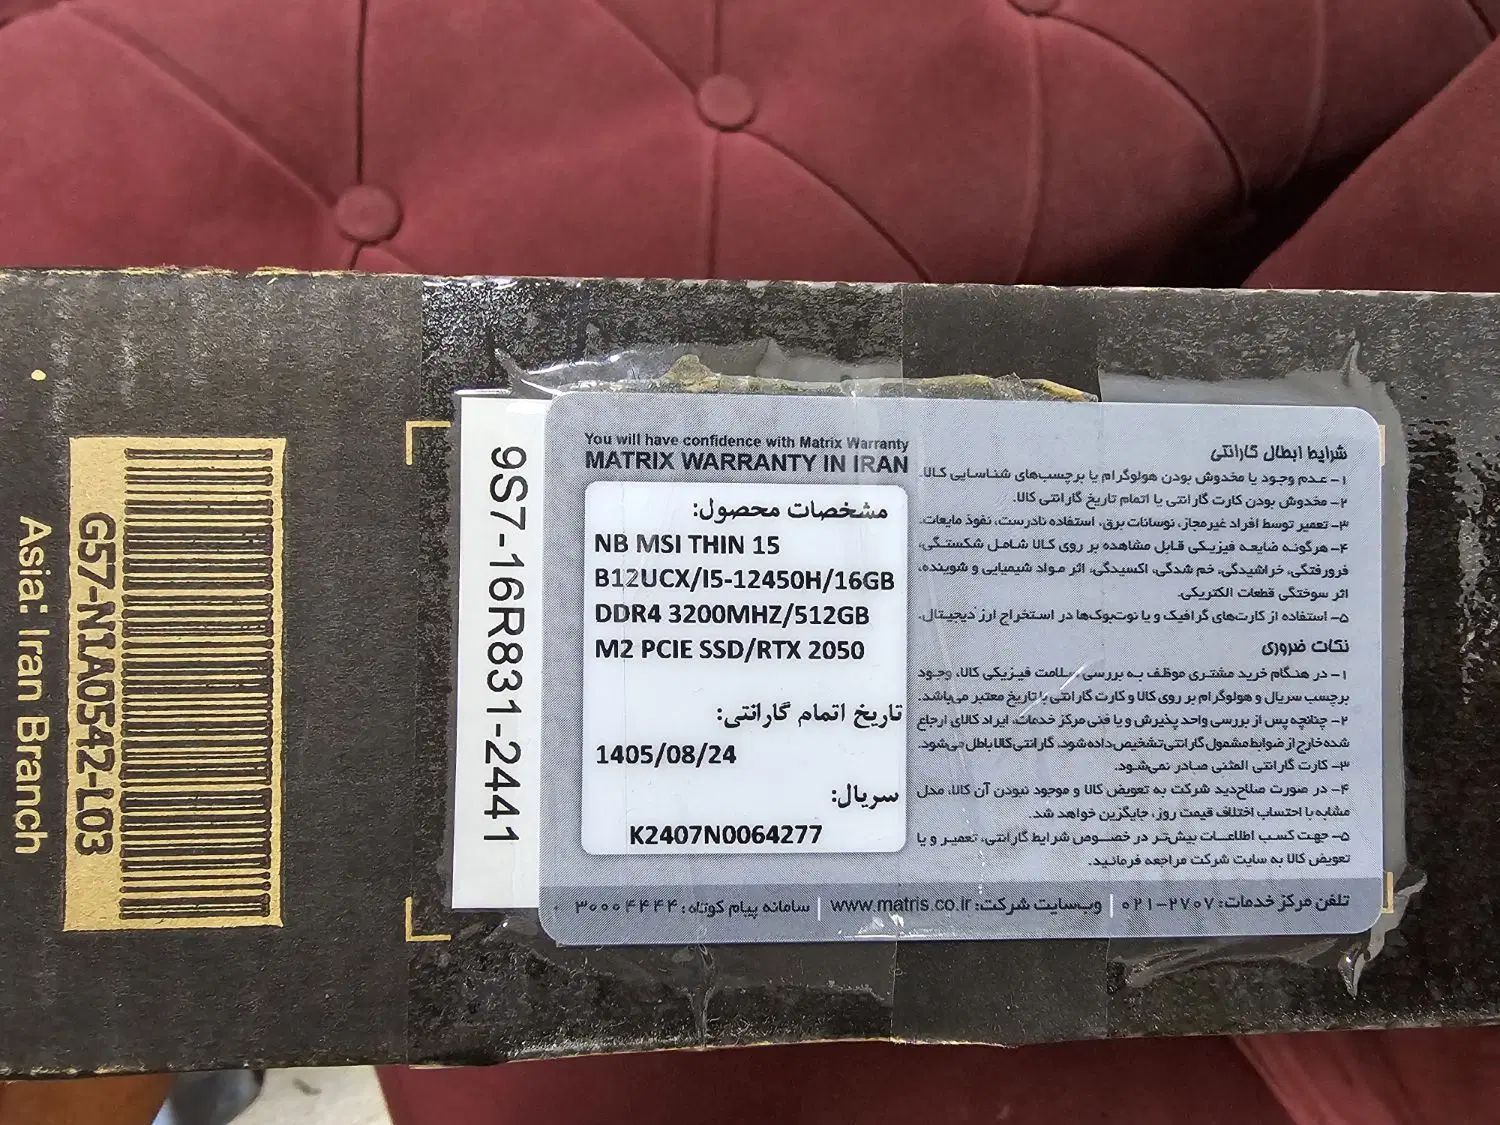 Asia: Iran Branch
G57-N1A0542-L03
9S7-16R831-2441
You will have confidence with Matrix Warranty
MATRIX WARRANTY IN IRAN
مشخصات محصول:
NB MSI THIN 15
B12UCX/I5-12450H/16GB
DDR4 3200MHZ/512GB
M2 PCIE SSD/RTX 2050
تاریخ اتمام گارانتی:
1405/08/24
سریال:
K2407N0064277
شرایط ابطال گارانتی
۱- عدم وجود یا مخدوش بودن هولوگرام یا برچسب‌های شناسایی کالا.
۲- مخدوش بودن کارت گارانتی یا اتمام تاریخ گارانتی کالا.
۳- تعمیر توسط افراد غیرمجاز، نوسانات برق، استفاده نادرست، نفوذ مایعات.
۴- هرگونه ضایعه فیزیکی قابل مشاهده بر روی کالا شامل شکستگی،
فرورفتگی، خراشیدگی، خم شدگی، اکسیدگی، اثر مواد شیمیایی و شوینده،
اثر سوختگی قطعات الکتریکی.
۵- استفاده از کارت‌های گرافیک و یا نوت‌بوک‌ها در استخراج ارز دیجیتال.
نکات ضروری
۱- در هنگام خرید مشتری موظف به بررسی سلامت فیزیکی کالا، وجود
برچسب سریال و هولوگرام بر روی کالا و کارت گارانتی با تاریخ معتبر می‌باشد.
۲- چنانچه پس از بررسی واحد پذیرش و یا فنی مرکز خدمات، ایراد کالای ارجاع
شده خارج از ضوابط مشمول گارانتی تشخیص داده شود، گارانتی کالا باطل می‌شود.
۳- کارت گارانتی المثنی صادر نمی‌شود.
۴- در صورت صلاحدید شرکت به تعویض کالا و موجود نبودن آن کالا، مدل
مشابه با احتساب اختلاف قیمت روز، جایگزین خواهد شد.
۵- جهت کسب اطلاعات بیش‌تر در خصوص شرایط گارانتی، تعمیر و یا
تعویض کالا به سایت شرکت مراجعه فرمائید.
تلفن مرکز خدمات: ۰۲۱-۲۷۰۷ | وب‌سایت شرکت: www.matris.co.ir | سامانه پیام کوتاه: ۳۰۰۰۴۴۴۴